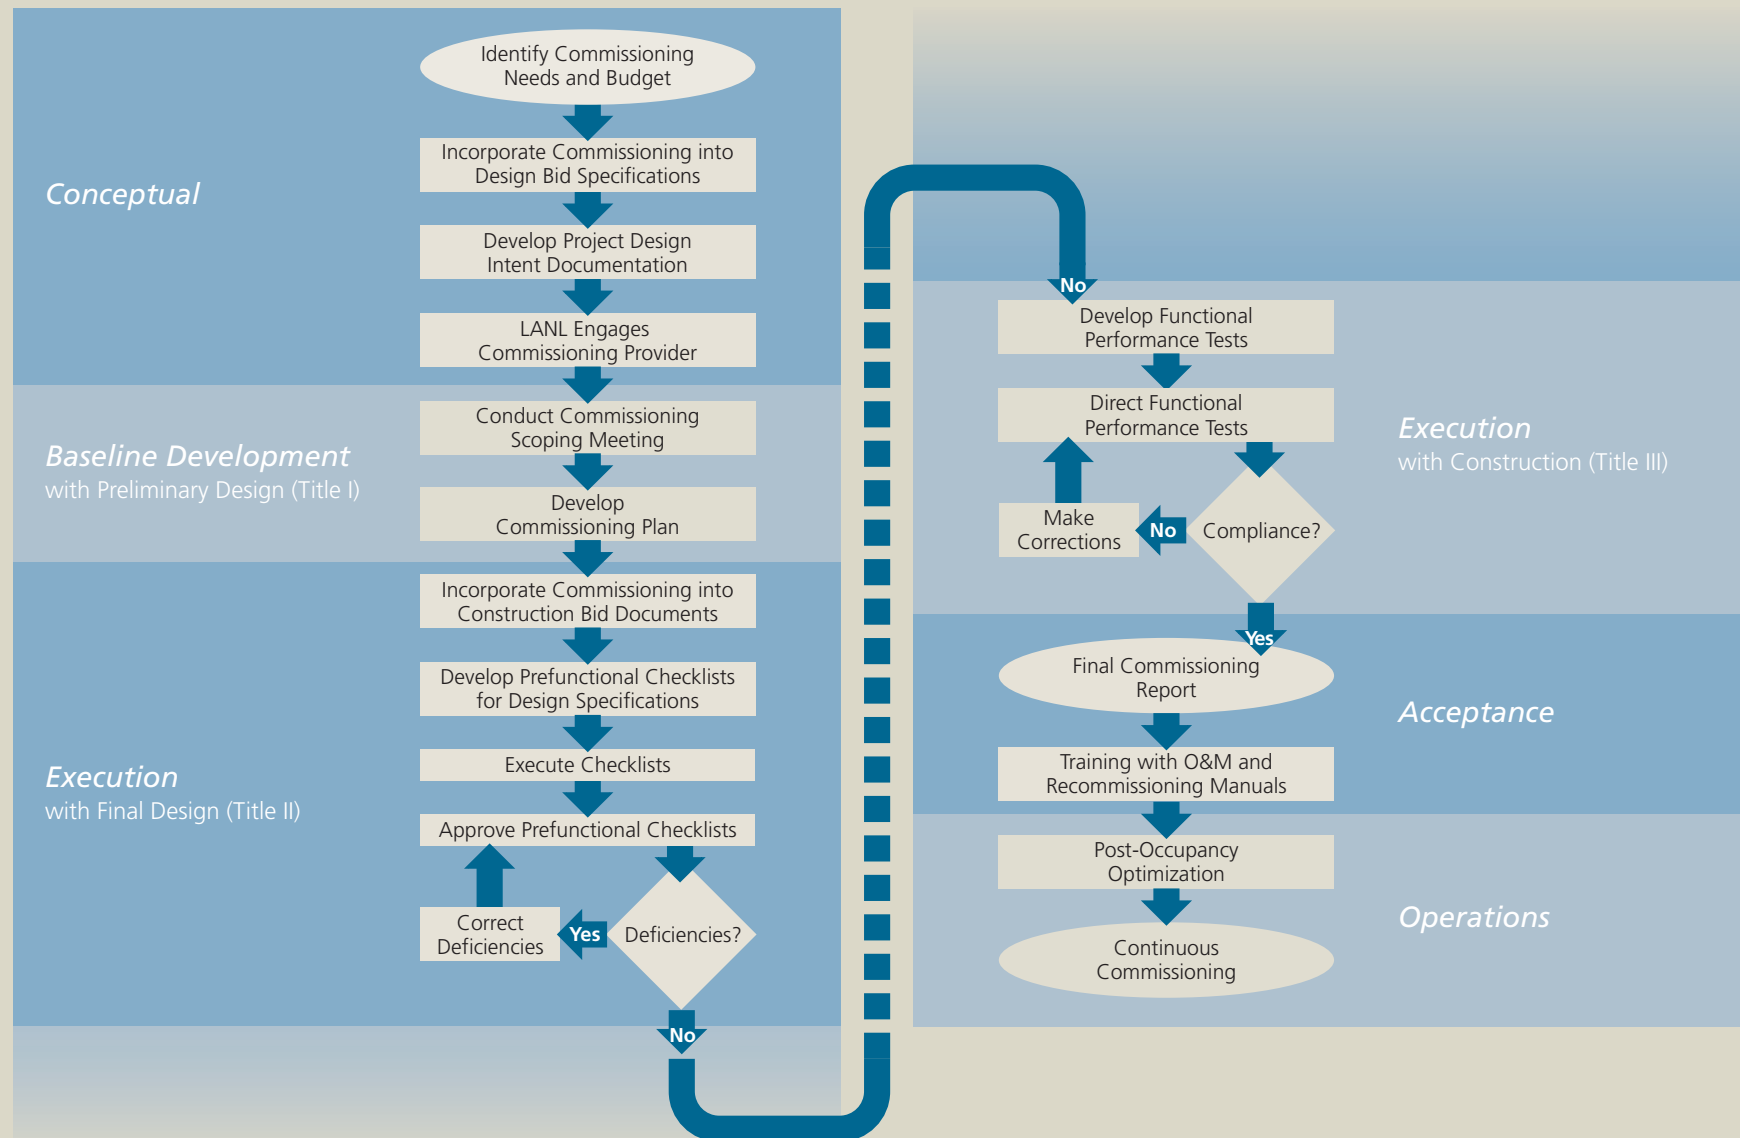 Identify Commissioning
Needs and Budget
Incorporate Commissioning into
Design Bid Specifications
Conceptual
Develop Project Design
Intent Documentation
LANL Engages
Commissioning Provider
Conduct Commissioning
Scoping Meeting
Baseline Development
with Preliminary Design (Title I)
Develop
Commissioning Plan
Incorporate Commissioning into
Construction Bid Documents
Develop Prefunctional Checklists
for Design Specifications
Execution
with Final Design (Title II)
Execute Checklists
Approve Prefunctional Checklists
Correct
Deficiencies
Yes
Deficiencies?
No
No
Develop Functional
Performance Tests
Direct Functional
Performance Tests
Execution
with Construction (Title III)
Make
Corrections
No
Compliance?
Yes
Final Commissioning
Report
Acceptance
Training with O&M and
Recommissioning Manuals
Post-Occupancy
Optimization
Operations
Continuous
Commissioning